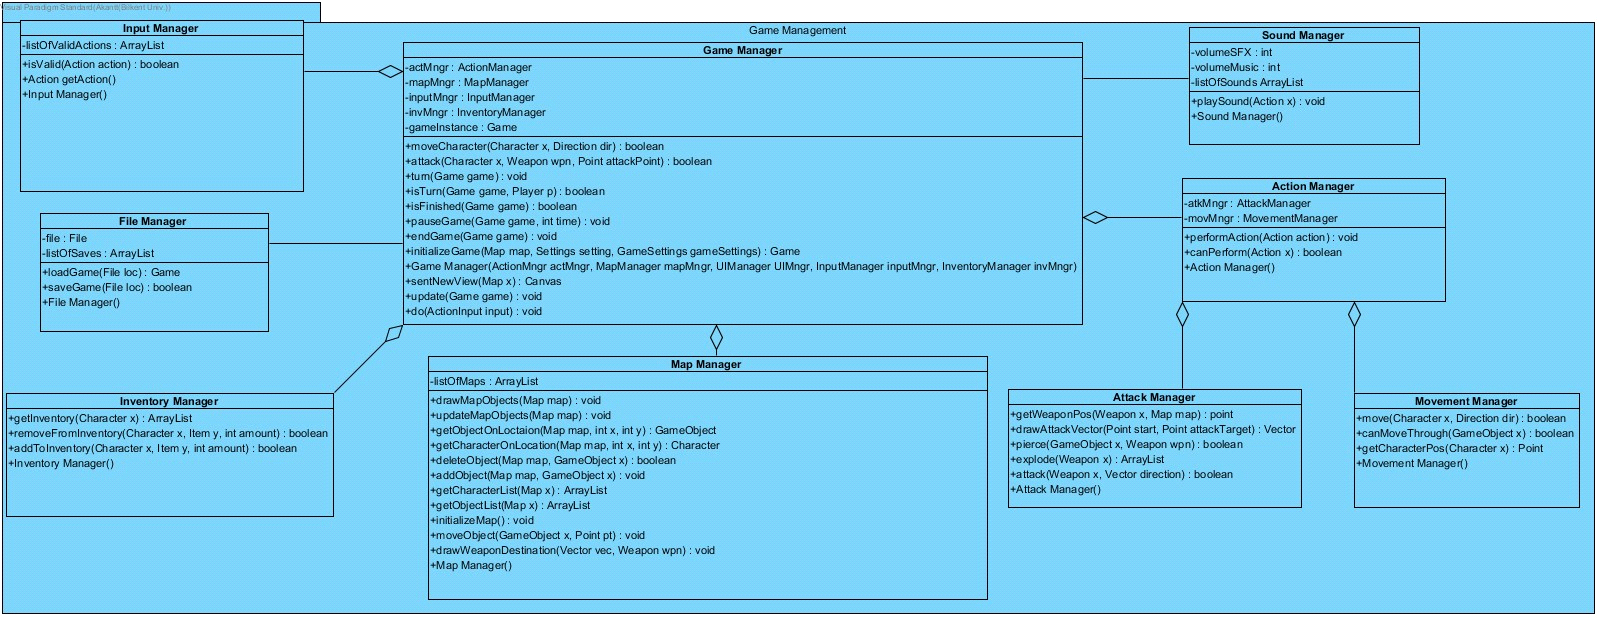 Visual Paradigm Standard(Akant(Bilkent Univ.))
Game Management
Input Manager
-listOfValidActions : ArrayList
+isValid(Action action) : boolean
+Action getAction()
+Input Manager()
Game Manager
-actMngr : ActionManager
-mapMngr : MapManager
-inputMngr : InputManager
-invMngr : InventoryManager
-gameInstance : Game
+moveCharacter(Character x, Direction dir) : boolean
+attack(Character x, Weapon wpn, Point attackPoint) : boolean
+turn(Game game) : void
+isTurn(Game game, Player p) : boolean
+isFinished(Game game) : boolean
+pauseGame(Game game, int time) : void
+endGame(Game game) : void
+initializeGame(Map map, Settings setting, GameSettings gameSettings) : Game
+Game Manager(ActionMngr actMngr, MapManager mapMngr, UIManager UIMngr, InputManager inputMngr, InventoryManager invMngr)
+sentNewView(Map x) : Canvas
+update(Game game) : void
+do(ActionInput input) : void
Sound Manager
-volumeSFX : int
-volumeMusic : int
-listOfSounds ArrayList
+playSound(Action x) : void
+Sound Manager()
File Manager
-file : File
-listOfSaves : ArrayList
+loadGame(File loc) : Game
+saveGame(File loc) : boolean
+File Manager()
Action Manager
-atkMngr : AttackManager
-movMngr : MovementManager
+performAction(Action action) : void
+canPerform(Action x) : boolean
+Action Manager()
Inventory Manager
+getInventory(Character x) : ArrayList
+removeFromInventory(Character x, Item y, int amount) : boolean
+addToInventory(Character x, Item y, int amount) : boolean
+Inventory Manager()
Map Manager
-listOfMaps : ArrayList
+drawMapObjects(Map map) : void
+updateMapObjects(Map map) : void
+getObjectOnLoctaion(Map map, int x, int y) : GameObject
+getCharacterOnLocation(Map map, int x, int y) : Character
+deleteObject(Map map, GameObject x) : boolean
+addObject(Map map, GameObject x) : void
+getCharacterList(Map x) : ArrayList
+getObjectList(Map x) : ArrayList
+initializeMap() : void
+moveObject(GameObject x, Point pt) : void
+drawWeaponDestination(Vector vec, Weapon wpn) : void
+Map Manager()
Attack Manager
+getWeaponPos(Weapon x, Map map) : point
+drawAttackVector(Point start, Point attackTarget) : Vector
+pierce(GameObject x, Weapon wpn) : boolean
+explode(Weapon x) : ArrayList
+attack(Weapon x, Vector direction) : boolean
+Attack Manager()
Movement Manager
+move(Character x, Direction dir) : boolean
+canMoveThrough(GameObject x) : boolean
+getCharacterPos(Character x) : Point
+Movement Manager()